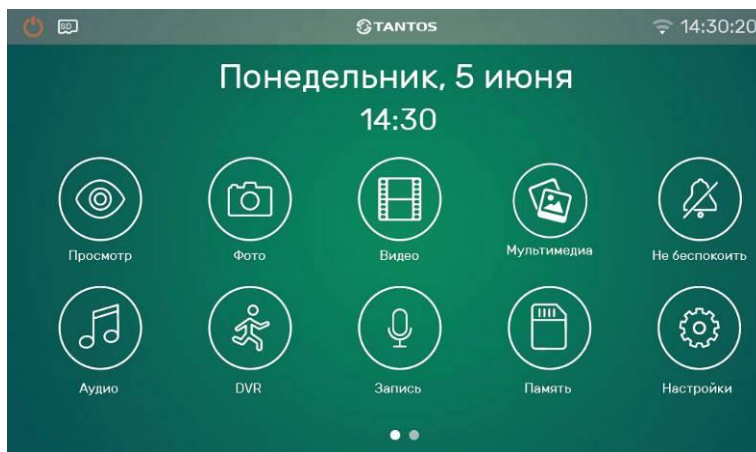 SD
TANTOS
14:30:20
Понедельник, 5 июня
14:30
Просмотр
Фото
Видео
Мультимедиа
Не беспокоить
Аудио
DVR
Запись
Память
Настройки